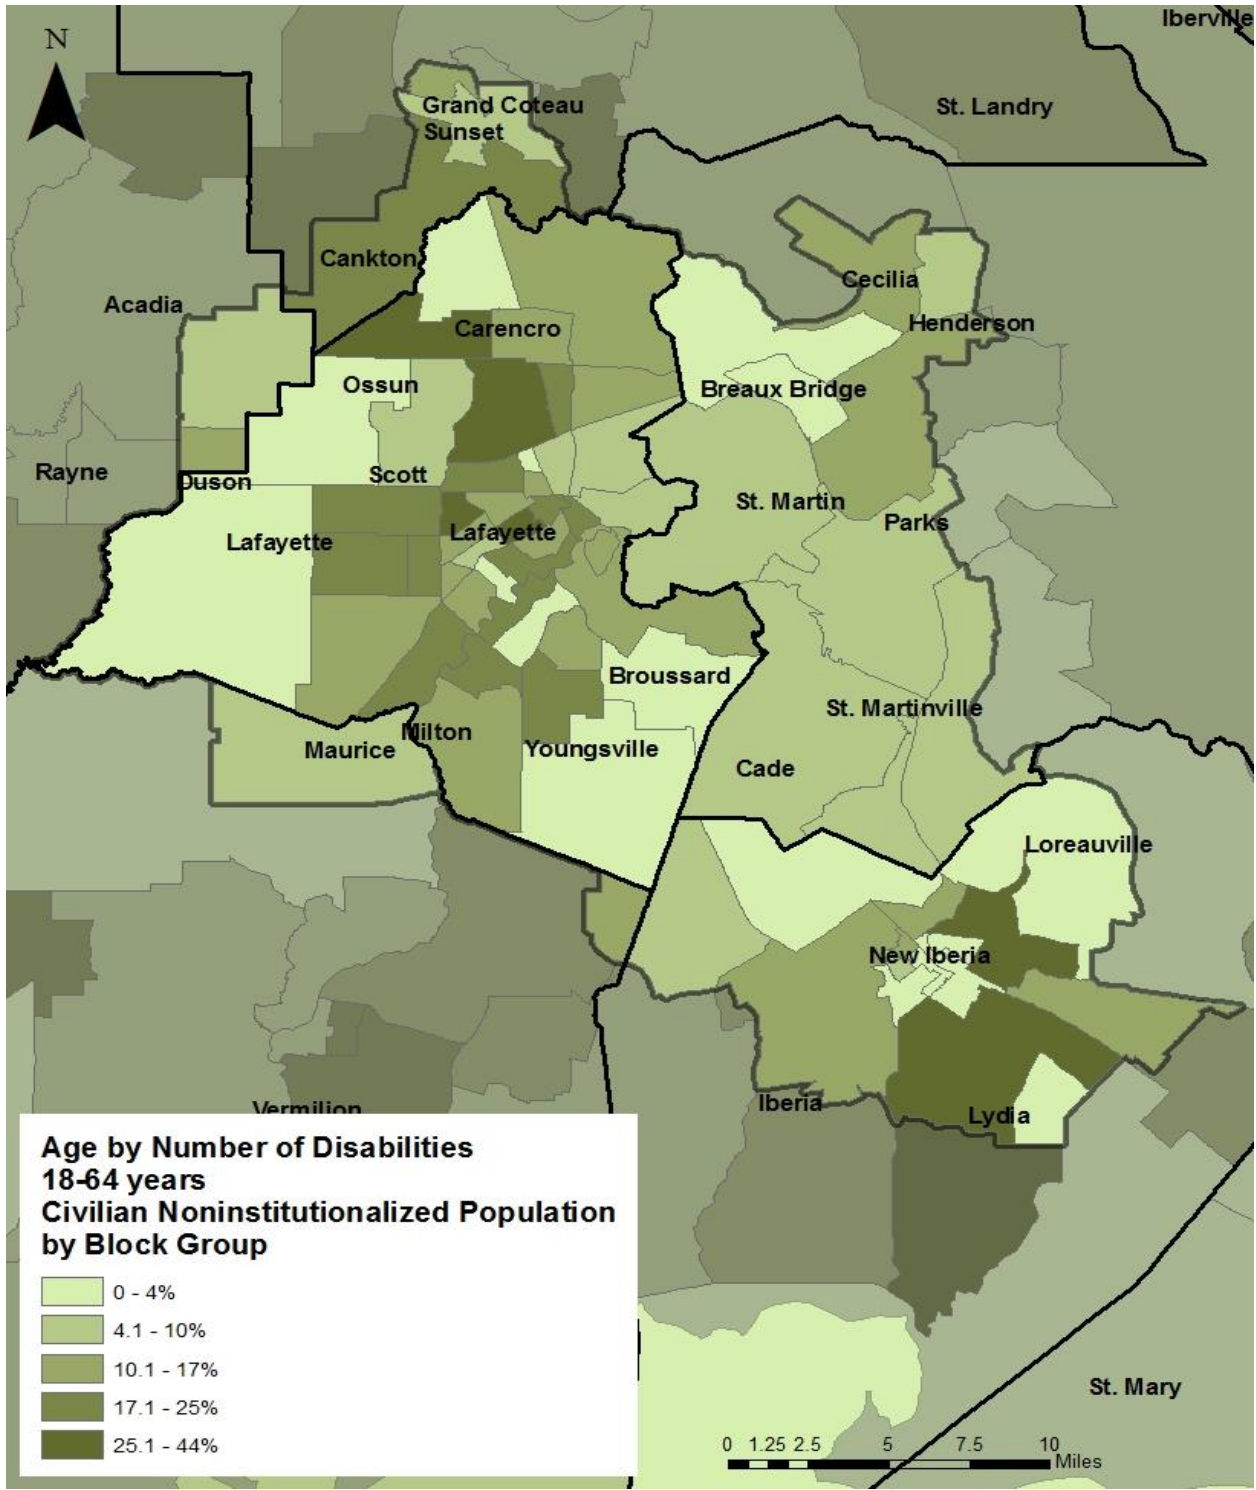 Iberville
N
Grand Coteau
Sunset
St. Landry
Cankton
Cecilia
Acadia
Henderson
Carencro
Ossun
Breaux Bridge
Rayne
Duson
Scott
St. Martin
Parks
Lafayette
Lafayette
Broussard
St. Martinville
Milton
Maurice
Youngsville
Cade
Loreauville
New Iberia
Iberia
Lydia
Vermilion
Age by Number of Disabilities
18-64 years
Civilian Noninstitutionalized Population
by Block Group
0 - 4%
4.1 - 10%
10.1 - 17%
17.1 - 25%
25.1 - 44%
St. Mary
0 1.25 2.5 5 7.5 10
Miles